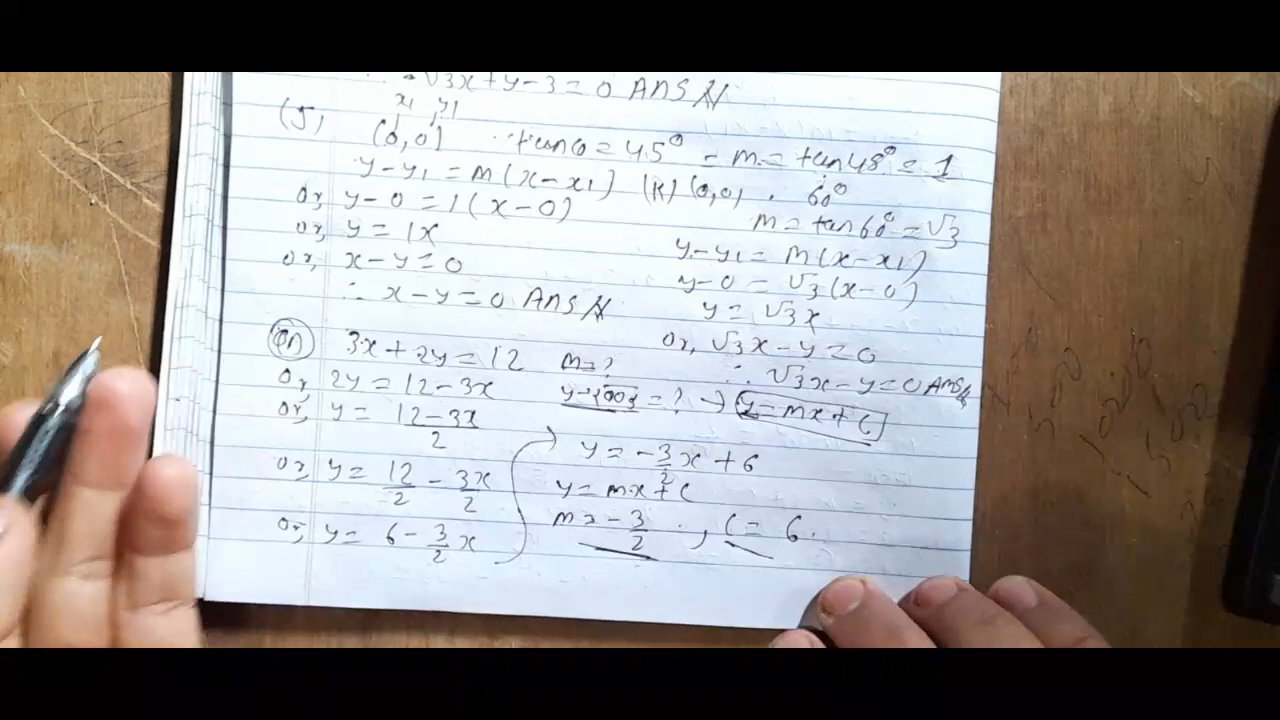 ∴ √3x + y - 3 = 0 ANS
x1 y1
(J) (0,0) tanθ = 45° = m = tan45° = 1
y - y1 = m(x - x1)
or, y - 0 = 1(x - 0)
or, y = 1x
or, x - y = 0
∴ x - y = 0 ANS
(K) (0,0), 60°
m = tan60° = √3
y - y1 = m(x - x1)
y - 0 = √3(x - 0)
y = √3x
or, √3x - y = 0
∴ √3x - y = 0 ANS
Qn 3x + 2y = 12 m = ?
or, 2y = 12 - 3x = ? → y = mx + c
or, y = 12 - 3x / 2
or, y = 12/2 - 3x/2
or, y = 6 - 3/2 x
y = -3/2 x + 6
y = mx + c
m = -3/2 , c = 6.